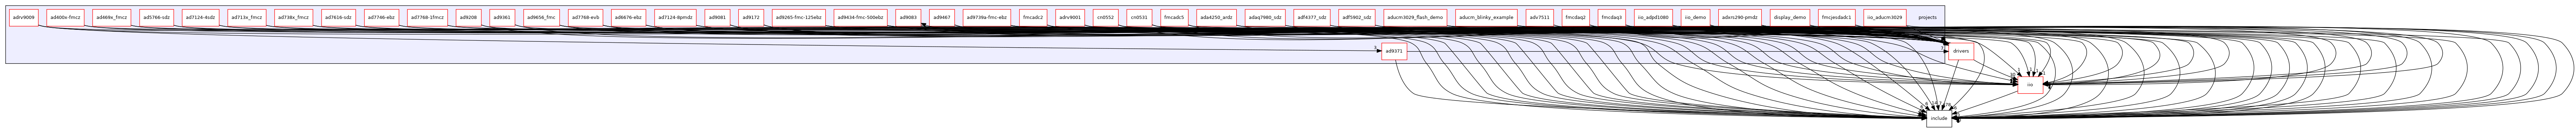 adrv9009
ad400x-fmcz
ad469x_fmcz
ad5766-sdz
ad7124-4sdz
ad713x_fmcz
ad738x_fmcz
ad7616-sdz
ad7746-ebz
ad7768-1fmcz
ad9208
ad9361
ad9656_fmc
ad7768-evb
ad6676-ebz
ad7124-8pmdz
ad9081
ad9172
ad9265-fmc-125ebz
ad9434-fmc-500ebz
ad9083
ad9467
ad9739a-fmc-ebz
fmcadc2
adrv9001
cn0552
cn0531
fmcadc5
ada4250_ardz
adaq7980_sdz
adf4377_sdz
adf5902_sdz
aducm3029_flash_demo
aducm_blinky_example
adv7511
fmcdaq2
fmcdaq3
iio_adpd1080
iio_demo
adxrs290-pmdz
display_demo
fmcjesdadc1
iio_aducm3029
projects
ad9371
drivers
iio
include